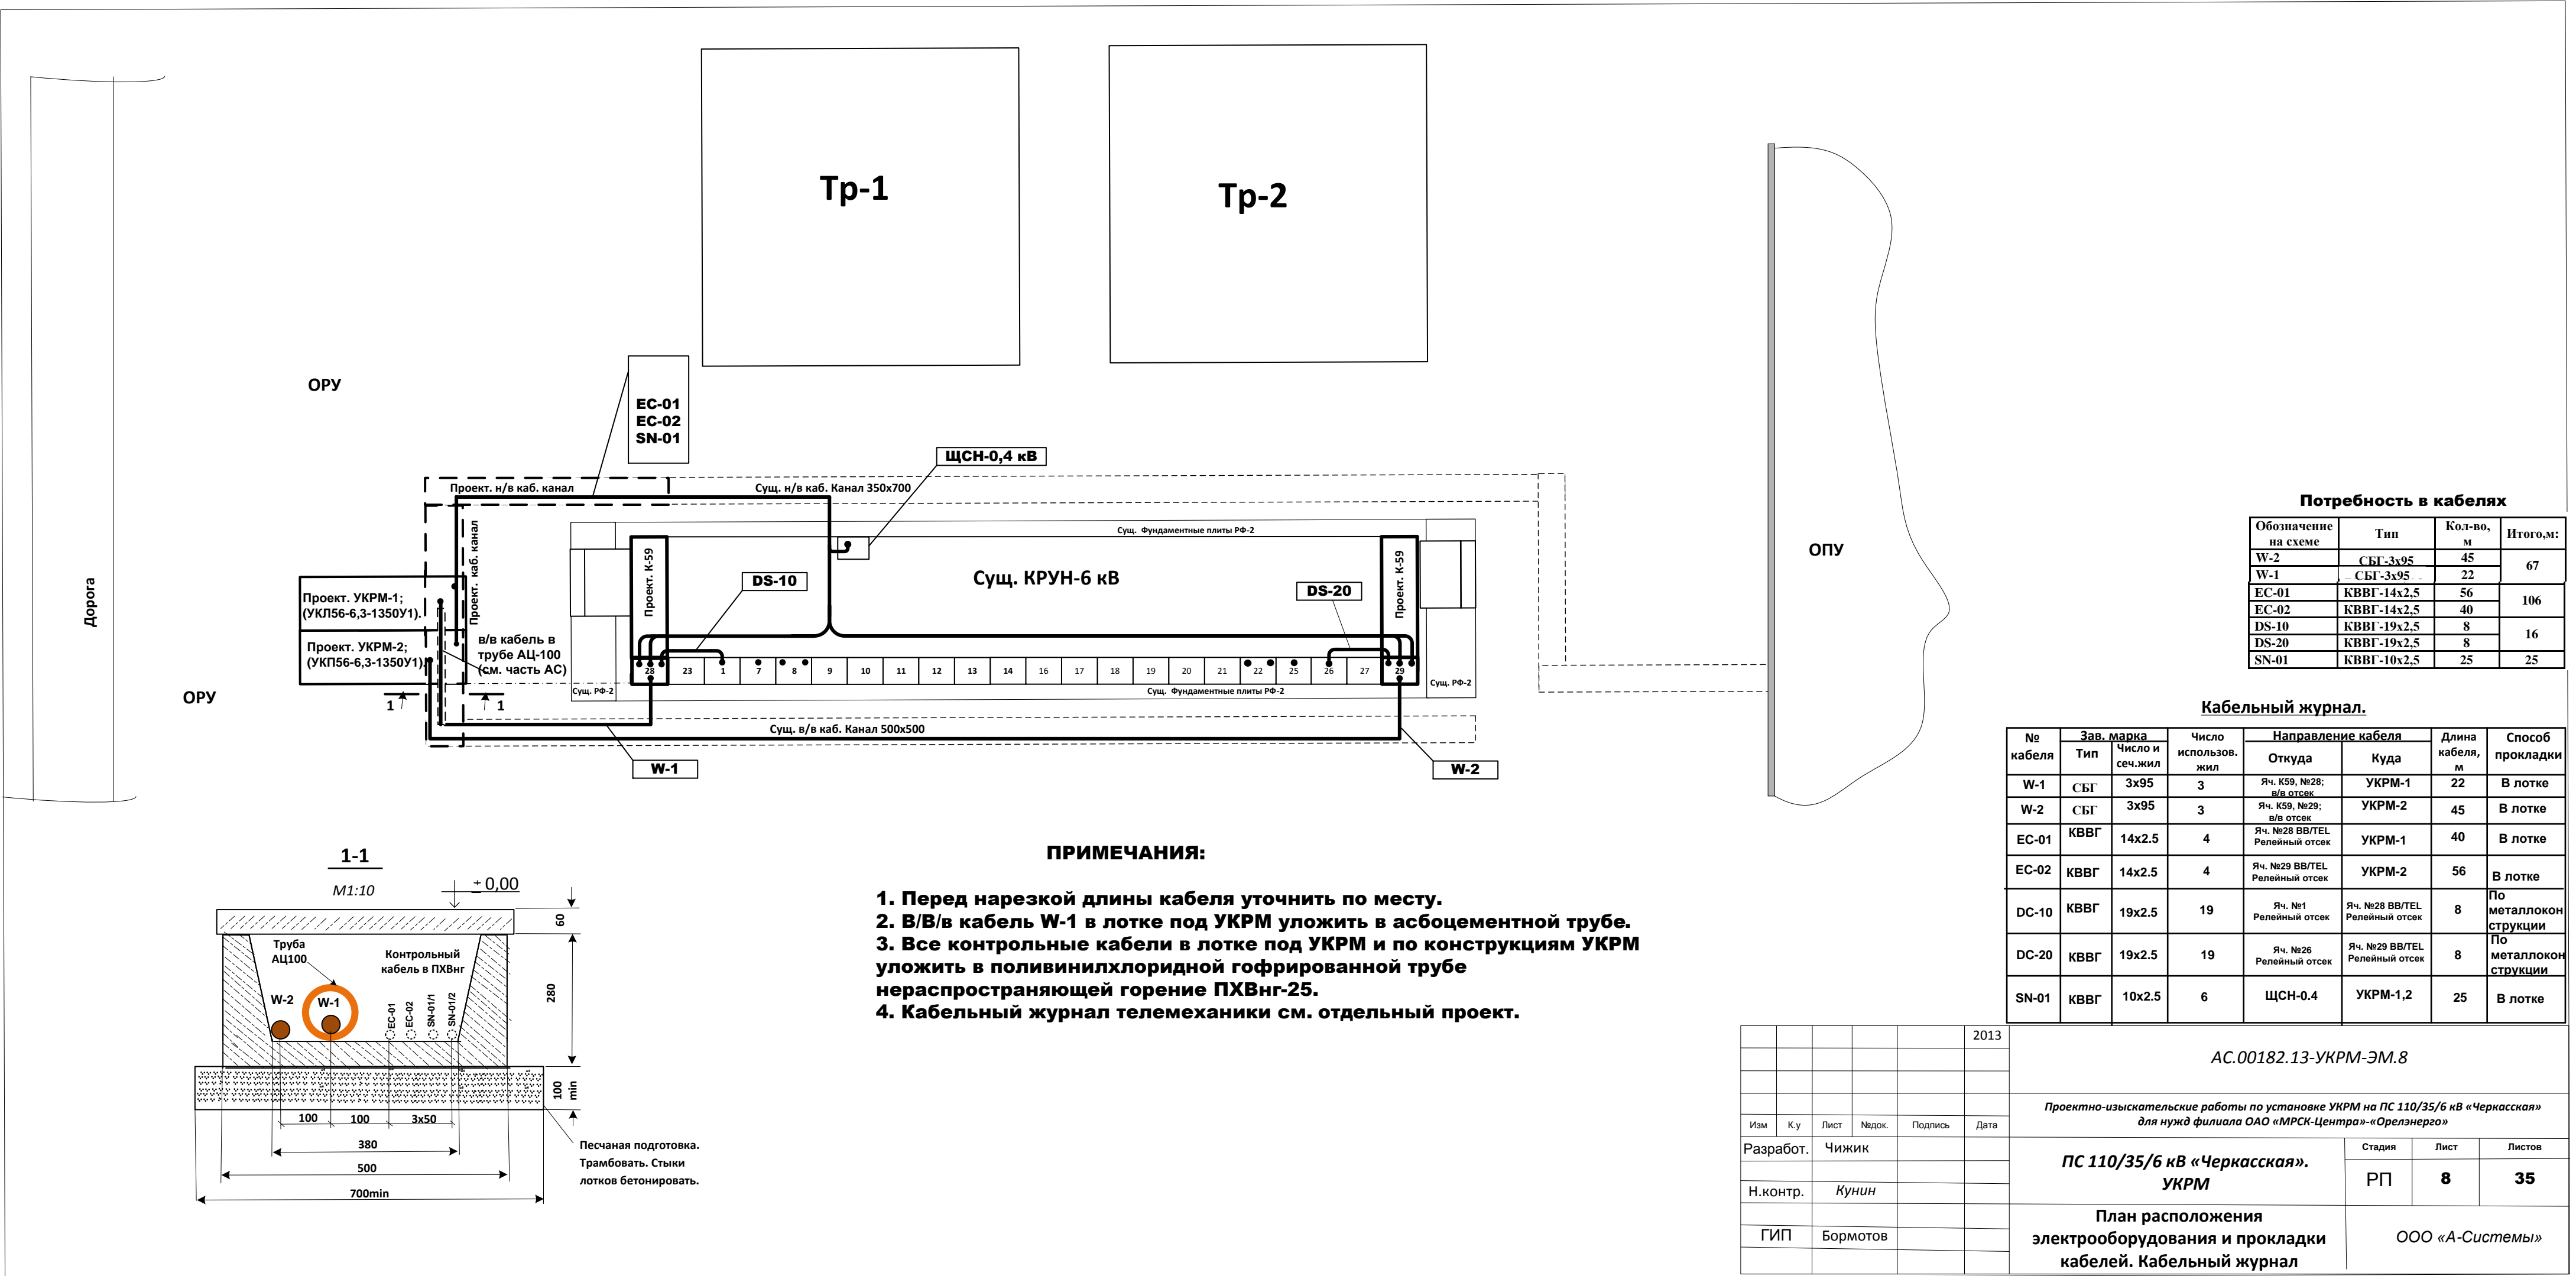 Тр-1
Тр-2
ОРУ
EC-01
EC-02
SN-01
ЩСН-0,4 кВ
Проект. н/в каб. канал
Сущ. н/в каб. Канал 350х700
Проект. каб. канал
Сущ. Фундаментные плиты РФ-2
Проект. К-59
DS-10
Сущ. КРУН-6 кВ
DS-20
Проект. К-59
ОПУ
Дорога
Проект. УКРМ-1;
(УКЛ56-6,3-1350У1).
Проект. УКРМ-2;
(УКП56-6,3-1350У1).
в/в кабель в
трубе АЦ-100
(см. часть АС)
28 23 1 7 8 9 10 11 12 13 14 16 17 18 19 20 21 22 25 26 27 29
Сущ. РФ-2
Сущ. Фундаментные плиты РФ-2
Сущ. РФ-2
ОРУ
1 1
Сущ. в/в каб. Канал 500х500
W-1
W-2
Потребность в кабелях
Обозначение на схеме Тип Кол-во, м Итого,м:
W-2 СБГ-3х95 45 67
W-1 СБГ-3х95 22
EC-01 КВВГ-14х2,5 56 106
EC-02 КВВГ-14х2,5 40
DS-10 КВВГ-19х2,5 8 16
DS-20 КВВГ-19х2,5 8
SN-01 КВВГ-10х2,5 25 25
Кабельный журнал.
№ кабеля Зав. марка Число использов. жил Направление кабеля Длина кабеля, м Способ прокладки
Тип Число и сеч.жил Откуда Куда
W-1 СБГ 3х95 3 Яч. К59, №28; в/в отсек УКРМ-1 22 В лотке
W-2 СБГ 3х95 3 Яч. К59, №29; в/в отсек УКРМ-2 45 В лотке
EC-01 КВВГ 14х2.5 4 Яч. №28 ВВ/TEL Релейный отсек УКРМ-1 40 В лотке
EC-02 КВВГ 14х2.5 4 Яч. №29 ВВ/TEL Релейный отсек УКРМ-2 56 В лотке
DC-10 КВВГ 19х2.5 19 Яч. №1 Релейный отсек Яч. №28 ВВ/TEL Релейный отсек 8 По металлокон струкции
DC-20 КВВГ 19х2.5 19 Яч. №26 Релейный отсек Яч. №29 ВВ/TEL Релейный отсек 8 По металлокон струкции
SN-01 КВВГ 10х2.5 6 ЩСН-0.4 УКРМ-1,2 25 В лотке
1-1
М1:10
± 0,00
60
Труба
АЦ100
Контрольный
кабель в ПХВнг
W-2
W-1
EC-01
EC-02
SN-01/1
SN-01/2
280
100
min
100 100 3х50
380
500
700min
Песчаная подготовка.
Трамбовать. Стыки
лотков бетонировать.
ПРИМЕЧАНИЯ:
1. Перед нарезкой длины кабеля уточнить по месту.
2. В/В/в кабель W-1 в лотке под УКРМ уложить в асбоцементной трубе.
3. Все контрольные кабели в лотке под УКРМ и по конструкциям УКРМ
уложить в поливинилхлоридной гофрированной трубе
нераспространяющей горение ПХВнг-25.
4. Кабельный журнал телемеханики см. отдельный проект.
2013
АС.00182.13-УКРМ-ЭМ.8
Проектно-изыскательские работы по установке УКРМ на ПС 110/35/6 кВ «Черкасская»
для нужд филиала ОАО «МРСК-Центра»-«Орелэнерго»
Изм К.у Лист №док. Подпись Дата
Разработ. Чижик
Н.контр. Кунин
ГИП Бормотов
ПС 110/35/6 кВ «Черкасская».
УКРМ
Стадия Лист Листов
РП 8 35
План расположения
электрооборудования и прокладки
кабелей. Кабельный журнал
ООО «А-Системы»